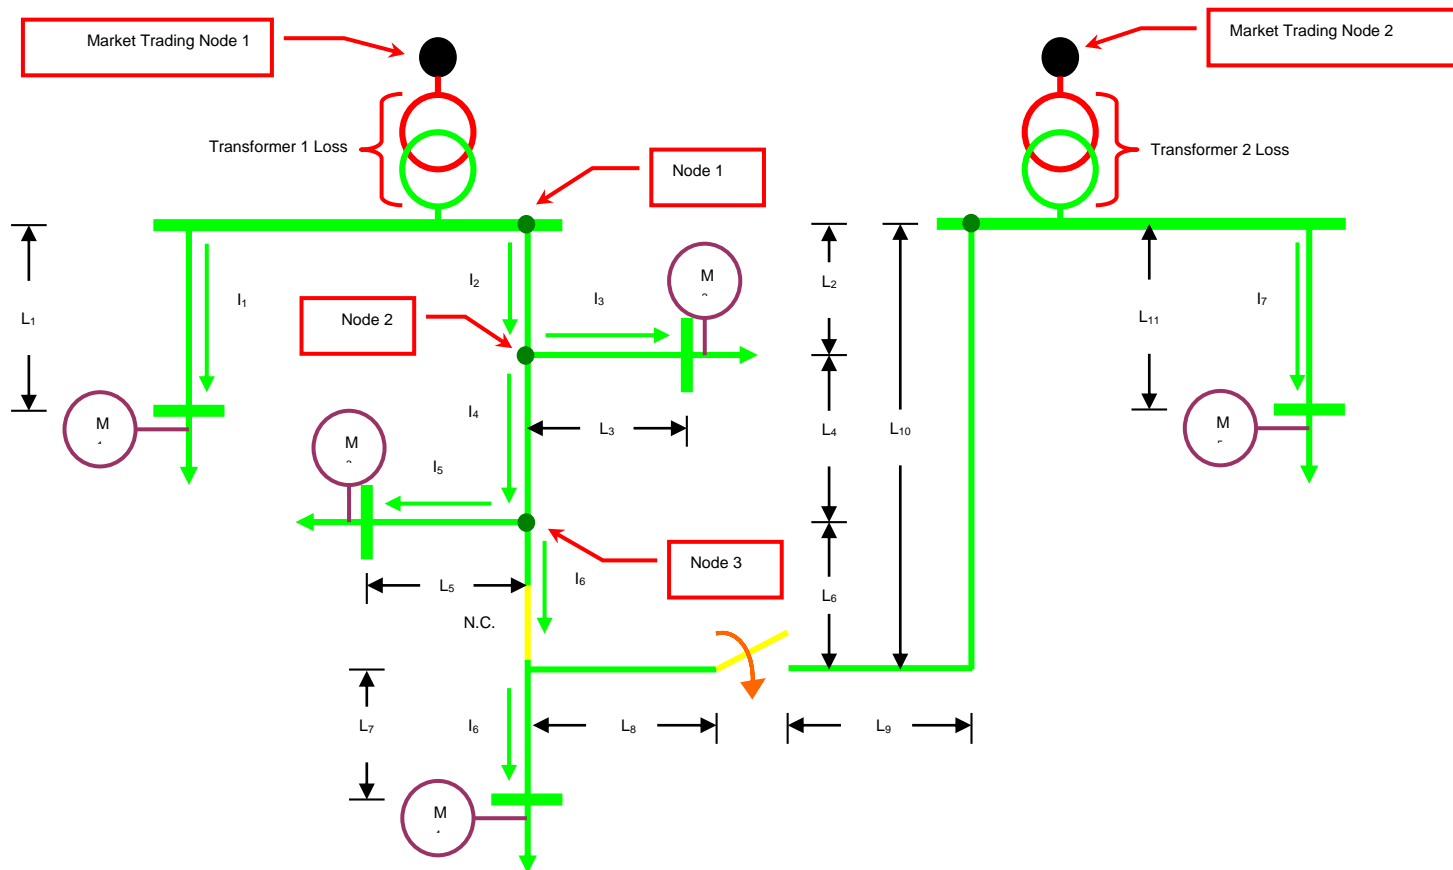 Market Trading Node 1
Market Trading Node 2
Transformer 1 Loss
Transformer 2 Loss
Node 1
L₁
I₁
I₂
I₃
M
L₂
L₁₁
I₇
Node 2
I₄
L₃
L₄
L₁₀
M
M
M
I₅
Node 3
L₅
I₆
L₆
N.C.
L₇
I₆
L₈
L₉
M